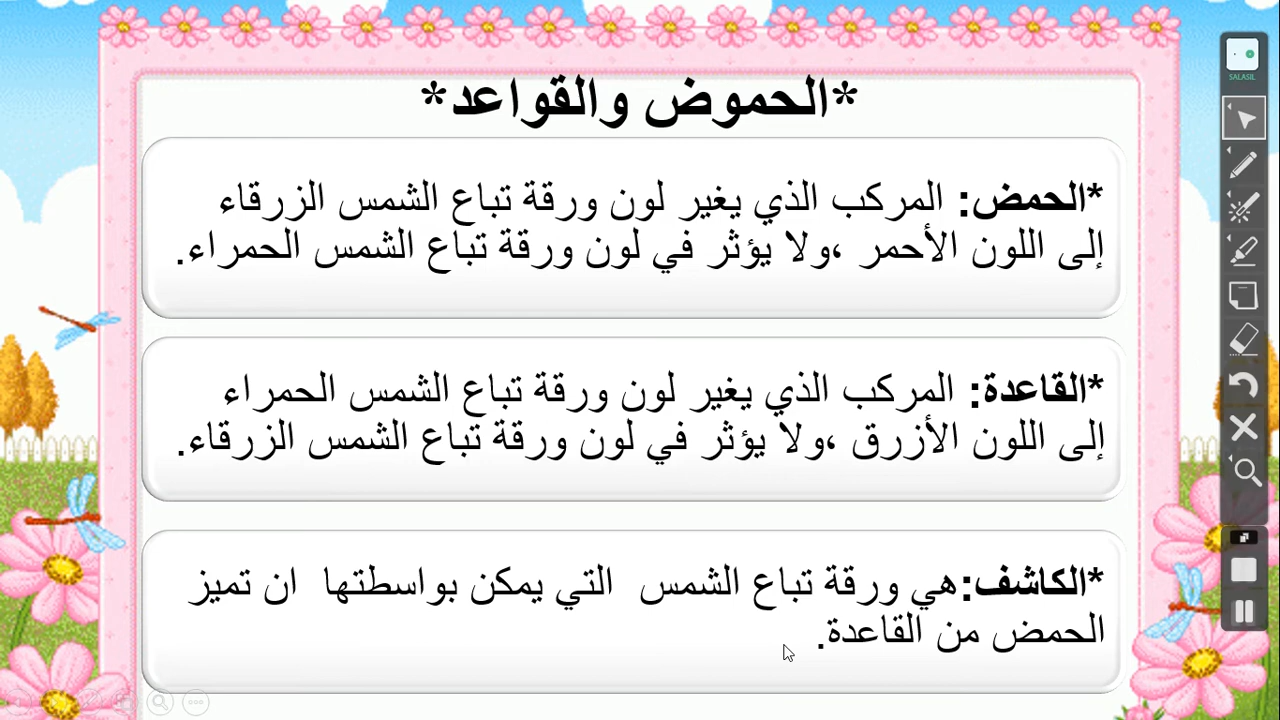 *الحموض والقواعد*
*الحمض: المركب الذي يغير لون ورقة تباع الشمس الزرقاء
إلى اللون الأحمر ،ولا يؤثر في لون ورقة تباع الشمس الحمراء.
*القاعدة: المركب الذي يغير لون ورقة تباع الشمس الحمراء
إلى اللون الأزرق ،ولا يؤثر في لون ورقة تباع الشمس الزرقاء.
*الكاشف:هي ورقة تباع الشمس التي يمكن بواسطتها ان تميز
الحمض من القاعدة.
SALASIL